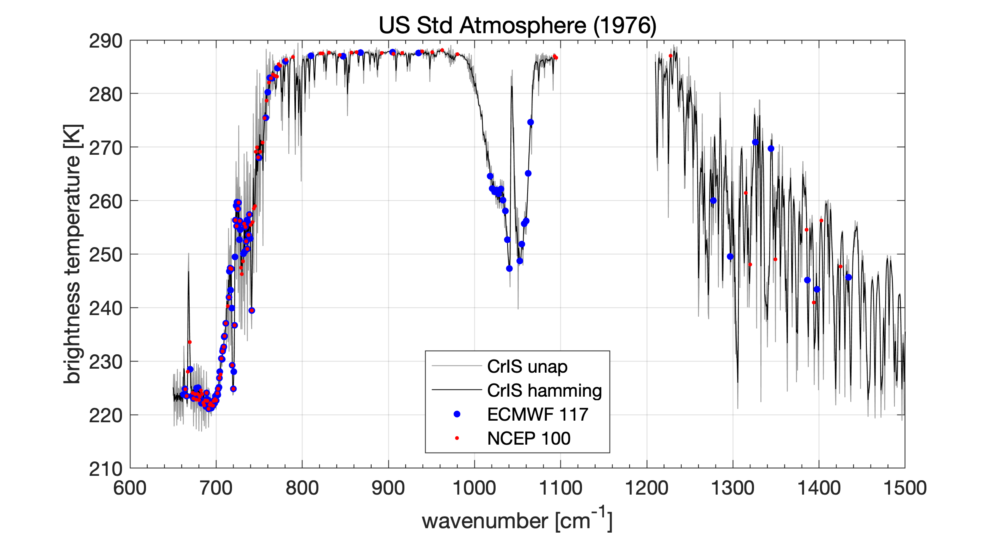 US Std Atmosphere (1976)
290
280
270
260
250
240
230
220
210
brightness temperature [K]
CrIS unap
CrIS hamming
ECMWF 117
NCEP 100
600 700 800 900 1000 1100 1200 1300 1400 1500
wavenumber [cm-1]